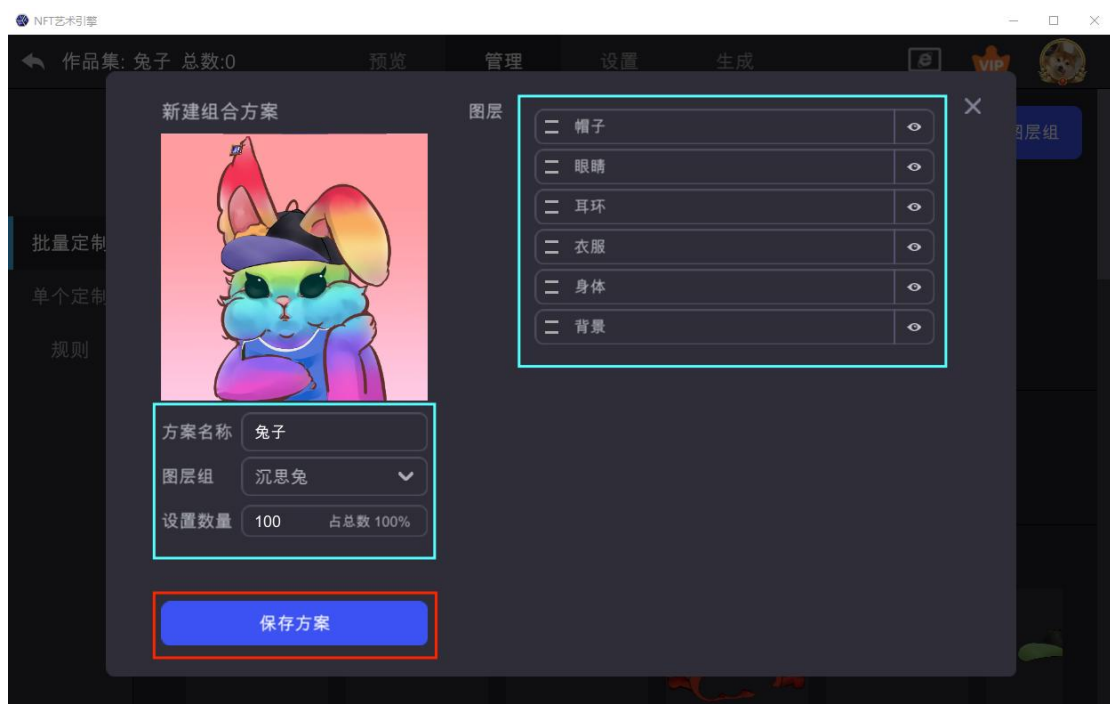 NFT艺术引擎
作品集: 兔子 总数:0
预览
管理
设置
生成
VIP
新建组合方案
图层
帽子
眼睛
耳环
衣服
身体
背景
图层组
批量定制
单个定制
规则
方案名称 兔子
图层组 沉思兔
设置数量 100 占总数 100%
保存方案